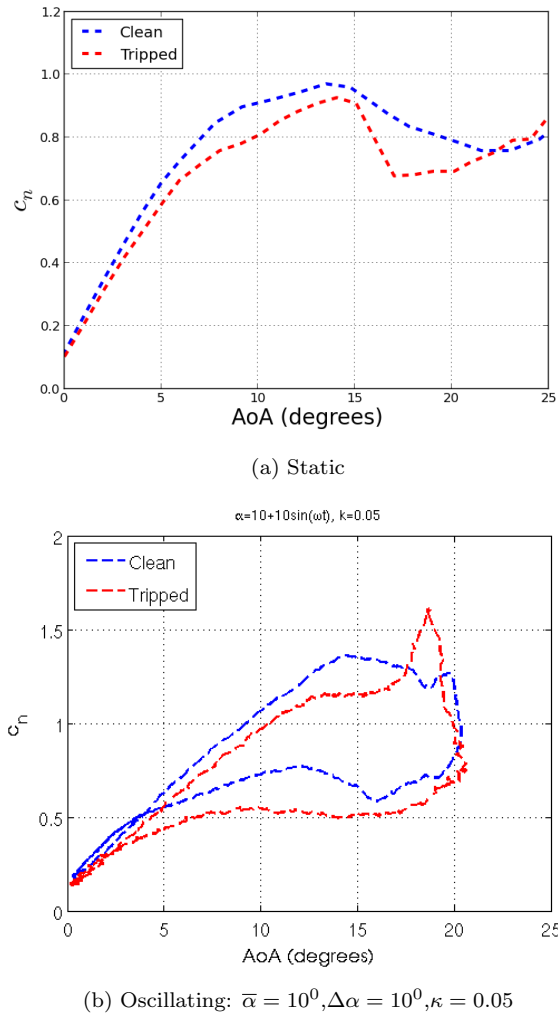 1.2
Clean
Tripped
1.0
0.8
0.6
0.4
0.2
0.0
c_n
0 5 10 15 20 25
AoA (degrees)
(a) Static
α=10+10sin(ωt), k=0.05
2
Clean
Tripped
1.5
1
0.5
0
c_n
0 5 10 15 20 25
AoA (degrees)
(b) Oscillating: α̅ = 10⁰,Δα = 10⁰,κ = 0.05